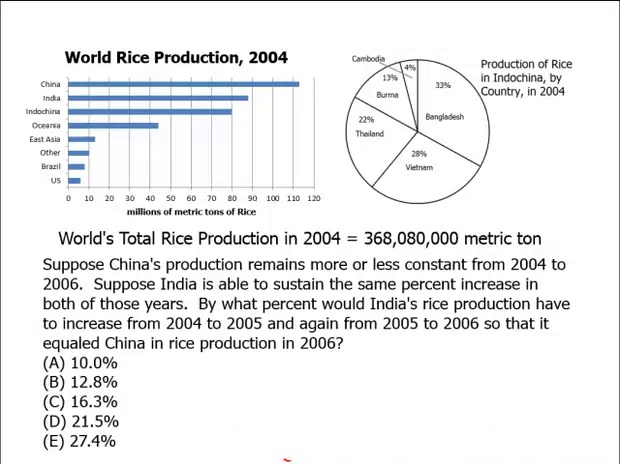 World Rice Production, 2004
China
India
Indochina
Oceania
East Asia
Other
Brazil
US
0 10 20 30 40 50 60 70 80 90 100 110 120
millions of metric tons of Rice
Production of Rice
in Indochina, by
Country, in 2004
Cambodia
4%
13%
Burma
33%
Bangladesh
22%
Thailand
28%
Vietnam
World's Total Rice Production in 2004 = 368,080,000 metric ton
Suppose China's production remains more or less constant from 2004 to
2006. Suppose India is able to sustain the same percent increase in
both of those years. By what percent would India's rice production have
to increase from 2004 to 2005 and again from 2005 to 2006 so that it
equaled China in rice production in 2006?
(A) 10.0%
(B) 12.8%
(C) 16.3%
(D) 21.5%
(E) 27.4%